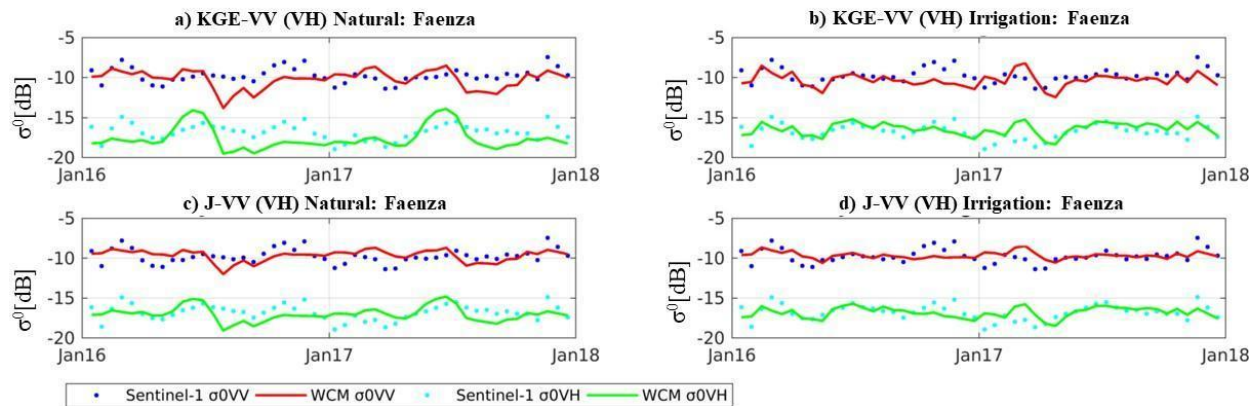 a) KGE-VV (VH) Natural: Faenza
-5
-10
-15
-20
σ⁰[dB]
Jan16 Jan17 Jan18
b) KGE-VV (VH) Irrigation: Faenza
-5
-10
-15
-20
σ⁰[dB]
Jan16 Jan17 Jan18
c) J-VV (VH) Natural: Faenza
-5
-10
-15
-20
σ⁰[dB]
Jan16 Jan17 Jan18
d) J-VV (VH) Irrigation: Faenza
-5
-10
-15
-20
σ⁰[dB]
Jan16 Jan17 Jan18
Sentinel-1 σ0VV WCM σ0VV Sentinel-1 σ0VH WCM σ0VH